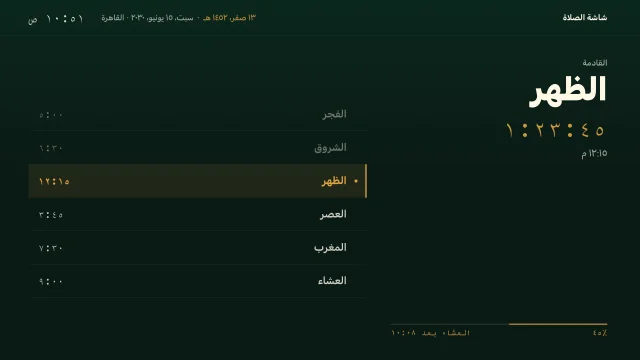 شاشة الصلاة
١٣ صفر، ١٤٥٢ هـ · سبت، ١٥ يونيو، ٢٠٣٠ · القاهرة
١٠:٥١ ص
القادمة
الظهر
١:٢٣:٤٥
١٢:١٥ م
الفجر ٥:٠٠
الشروق ٦:٣٠
الظهر ١٢:١٥
العصر ٣:٤٥
المغرب ٧:٣٠
العشاء ٩:٠٠
٤٥٪ العشاء بعد ١٠:٠٨